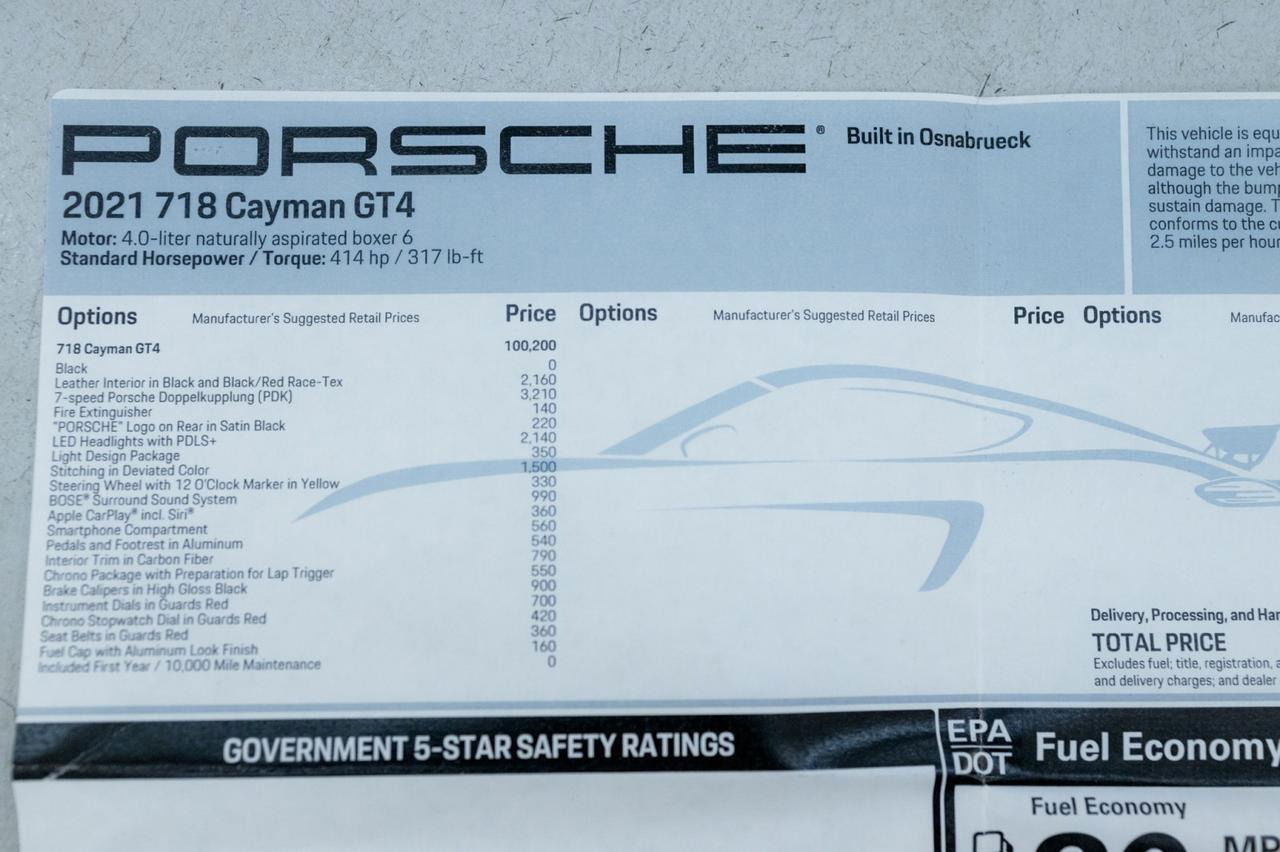 PORSCHE® Built in Osnabrueck
2021 718 Cayman GT4
Motor: 4.0-liter naturally aspirated boxer 6
Standard Horsepower / Torque: 414 hp / 317 lb-ft
This vehicle is equ
withstand an impa
damage to the veh
although the bump
sustain damage. T
conforms to the cu
2.5 miles per hour
Options Manufacturer's Suggested Retail Prices Price Options Manufacturer's Suggested Retail Prices Price Options Manufac
718 Cayman GT4 100,200
Black 0
Leather Interior in Black and Black/Red Race-Tex 2,160
7-speed Porsche Doppelkupplung (PDK) 3,210
Fire Extinguisher 140
"PORSCHE" Logo on Rear in Satin Black 220
LED Headlights with PDLS+ 2,140
Light Design Package 350
Stitching in Deviated Color 1,500
Steering Wheel with 12 O'Clock Marker in Yellow 330
BOSE® Surround Sound System 990
Apple CarPlay® incl. Siri® 360
Smartphone Compartment 560
Pedals and Footrest in Aluminum 540
Interior Trim in Carbon Fiber 790
Chrono Package with Preparation for Lap Trigger 550
Brake Calipers in High Gloss Black 900
Instrument Dials in Guards Red 700
Chrono Stopwatch Dial in Guards Red 420
Seat Belts in Guards Red 360
Fuel Cap with Aluminum Look Finish 160
Included First Year / 10,000 Mile Maintenance 0
Delivery, Processing, and Han
TOTAL PRICE
Excludes fuel; title, registration, a
and delivery charges; and dealer
GOVERNMENT 5-STAR SAFETY RATINGS
EPA
DOT
Fuel Economy
Fuel Economy